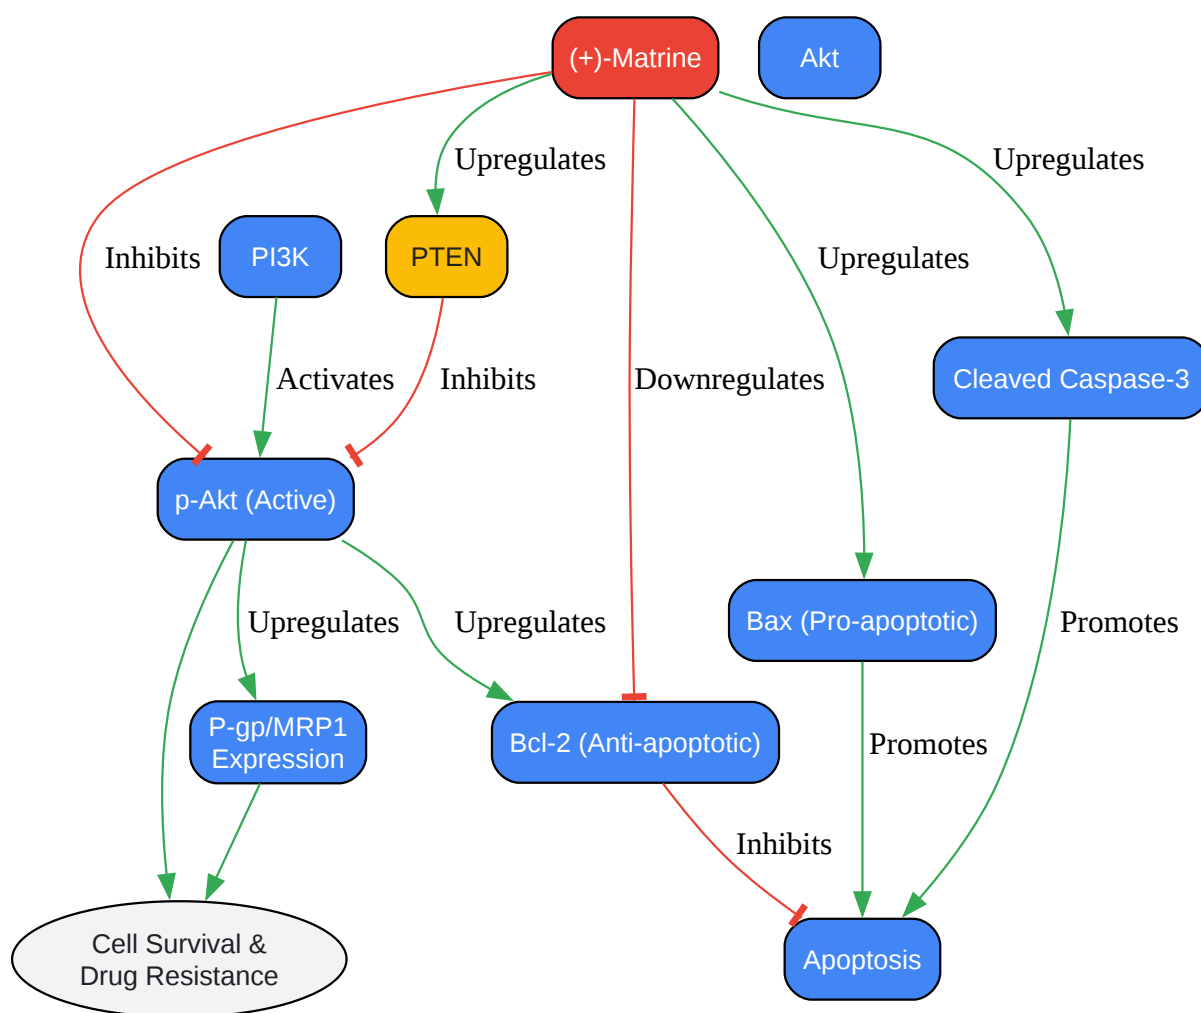 (+)-Matrine
Akt
Upregulates
Upregulates
Inhibits
PI3K
PTEN
Upregulates
Activates
Inhibits
Downregulates
Cleaved Caspase-3
p-Akt (Active)
Upregulates
Upregulates
Bax (Pro-apoptotic)
Promotes
P-gp/MRP1
Expression
Bcl-2 (Anti-apoptotic)
Promotes
Inhibits
Cell Survival &
Drug Resistance
Apoptosis